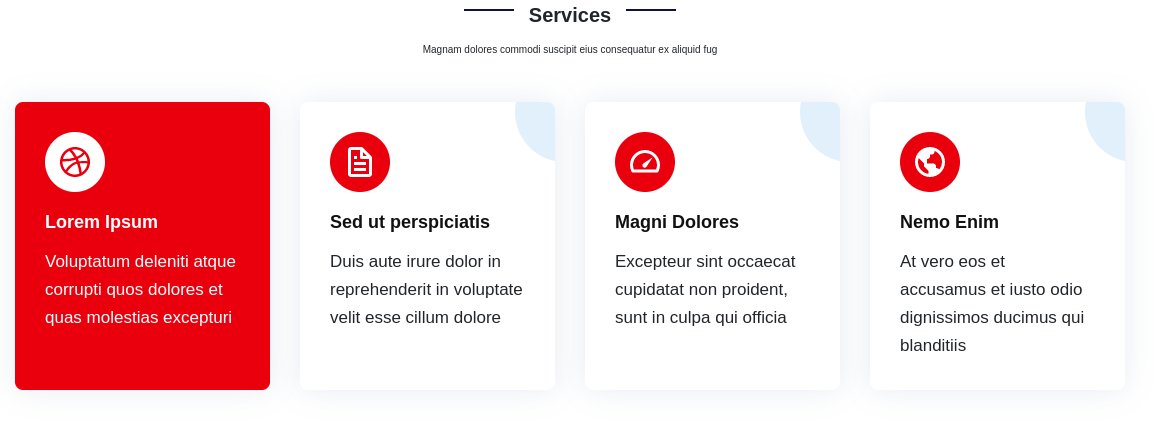 Services
Magnam dolores commodi suscipit eius consequatur ex aliquid fug
Lorem Ipsum
Voluptatum deleniti atque
corrupti quos dolores et
quas molestias excepturi
Sed ut perspiciatis
Duis aute irure dolor in
reprehenderit in voluptate
velit esse cillum dolore
Magni Dolores
Excepteur sint occaecat
cupidatat non proident,
sunt in culpa qui officia
Nemo Enim
At vero eos et
accusamus et iusto odio
dignissimos ducimus qui
blanditiis